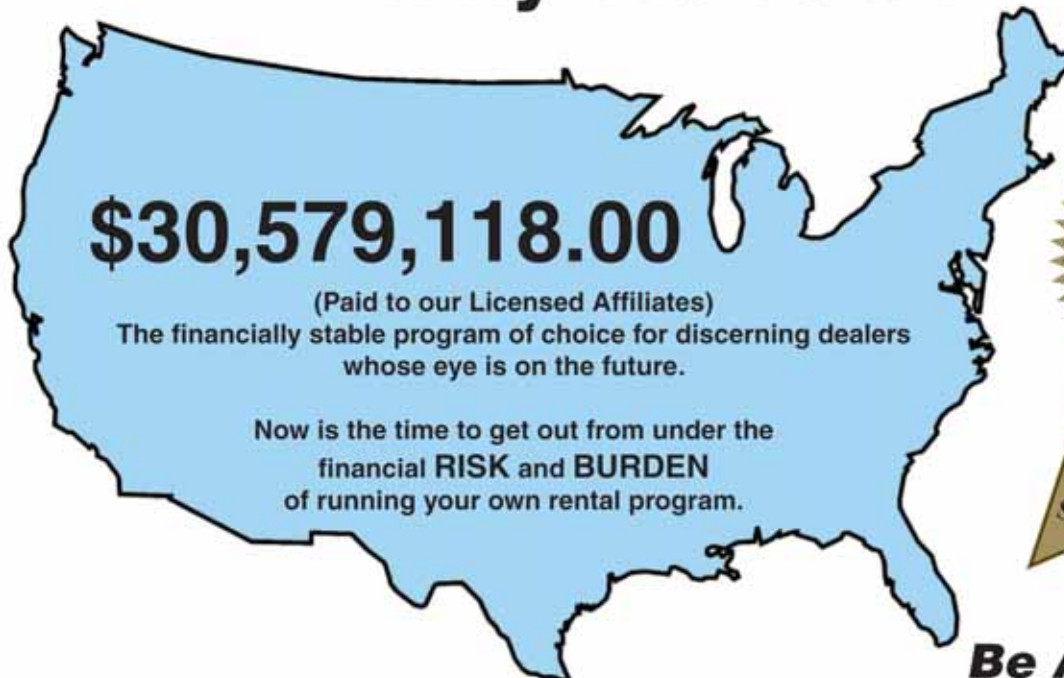 $30,579,118.00
(Paid to our Licensed Affiliates)
The financially stable program of choice for discerning dealers
whose eye is on the future.
Now is the time to get out from under the
financial RISK and BURDEN
of running your own rental program.
Be